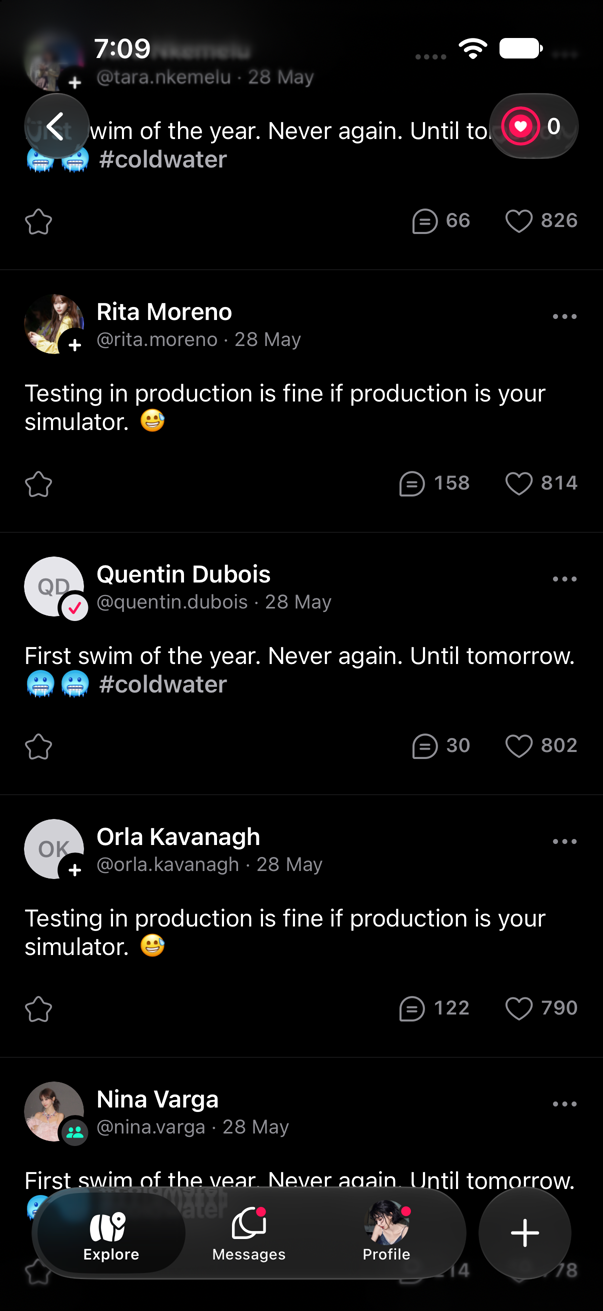 7:09
@tara.nkemelu · 28 May
0
wim of the year. Never again. Until
🥶🥶 #coldwater
66 826
Rita Moreno
@rita.moreno · 28 May
Testing in production is fine if production is your
simulator. 😅
158 814
QD
Quentin Dubois
@quentin.dubois · 28 May
First swim of the year. Never again. Until tomorrow.
🥶🥶 #coldwater
30 802
OK
Orla Kavanagh
@orla.kavanagh · 28 May
Testing in production is fine if production is your
simulator. 😅
122 790
Nina Varga
@nina.varga · 28 May
First swim of the year. Never again. Until tomorrow.
Explore
Messages
Profile